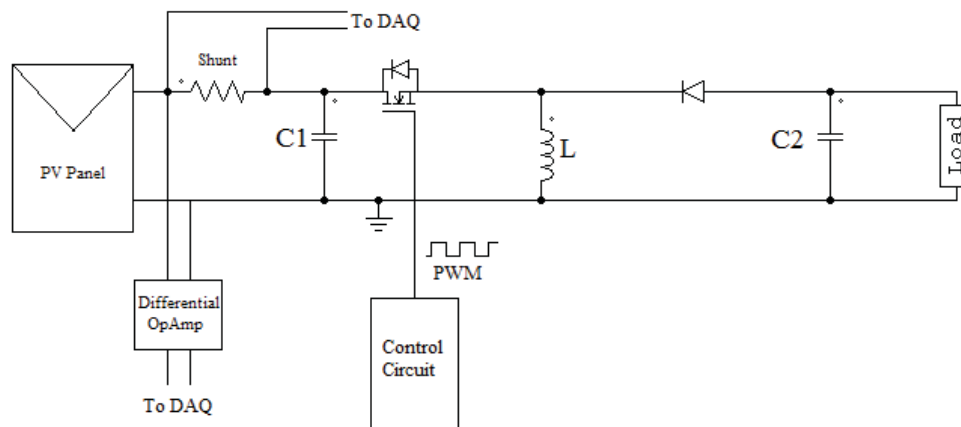 To DAQ
Shunt
PV Panel
C1
L
C2
Load
PWM
Differential
OpAmp
Control
Circuit
To DAQ